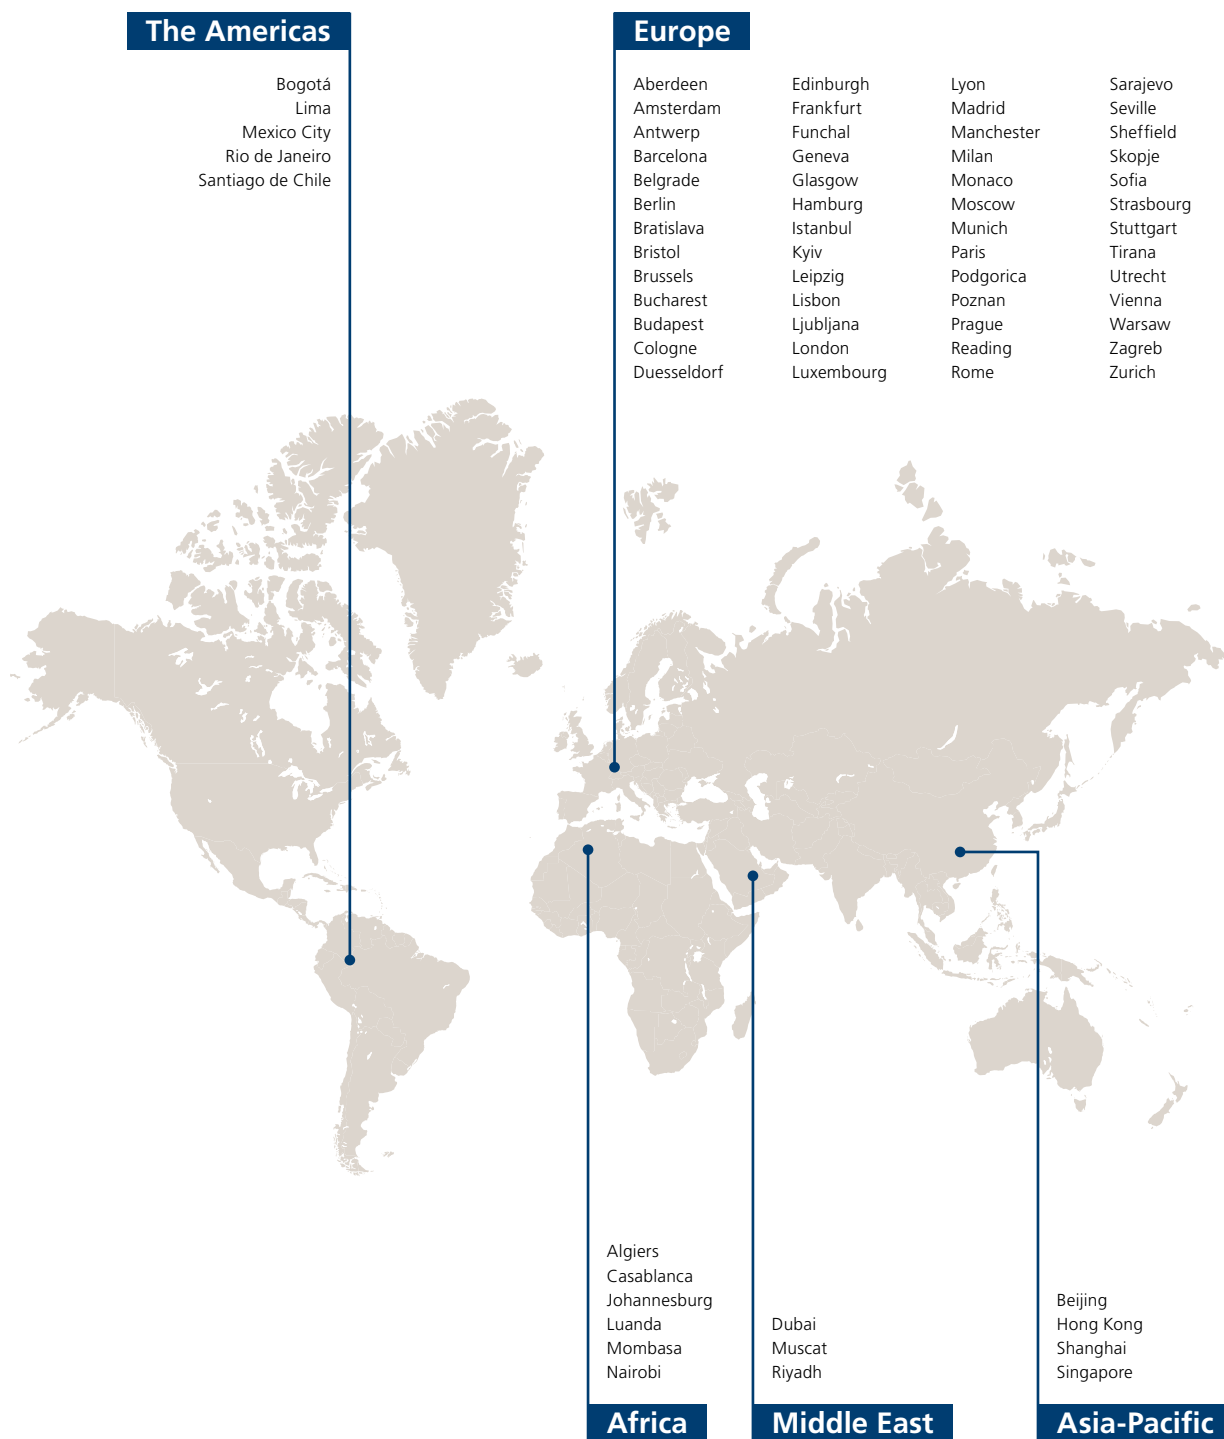 The Americas
Bogotá
Lima
Mexico City
Rio de Janeiro
Santiago de Chile
Europe
Aberdeen
Amsterdam
Antwerp
Barcelona
Belgrade
Berlin
Bratislava
Bristol
Brussels
Bucharest
Budapest
Cologne
Duesseldorf
Edinburgh
Frankfurt
Funchal
Geneva
Glasgow
Hamburg
Istanbul
Kyiv
Leipzig
Lisbon
Ljubljana
London
Luxembourg
Lyon
Madrid
Manchester
Milan
Monaco
Moscow
Munich
Paris
Podgorica
Poznan
Prague
Reading
Rome
Sarajevo
Seville
Sheffield
Skopje
Sofia
Strasbourg
Stuttgart
Tirana
Utrecht
Vienna
Warsaw
Zagreb
Zurich
Algiers
Casablanca
Johannesburg
Luanda
Mombasa
Nairobi
Africa
Dubai
Muscat
Riyadh
Middle East
Beijing
Hong Kong
Shanghai
Singapore
Asia-Pacific